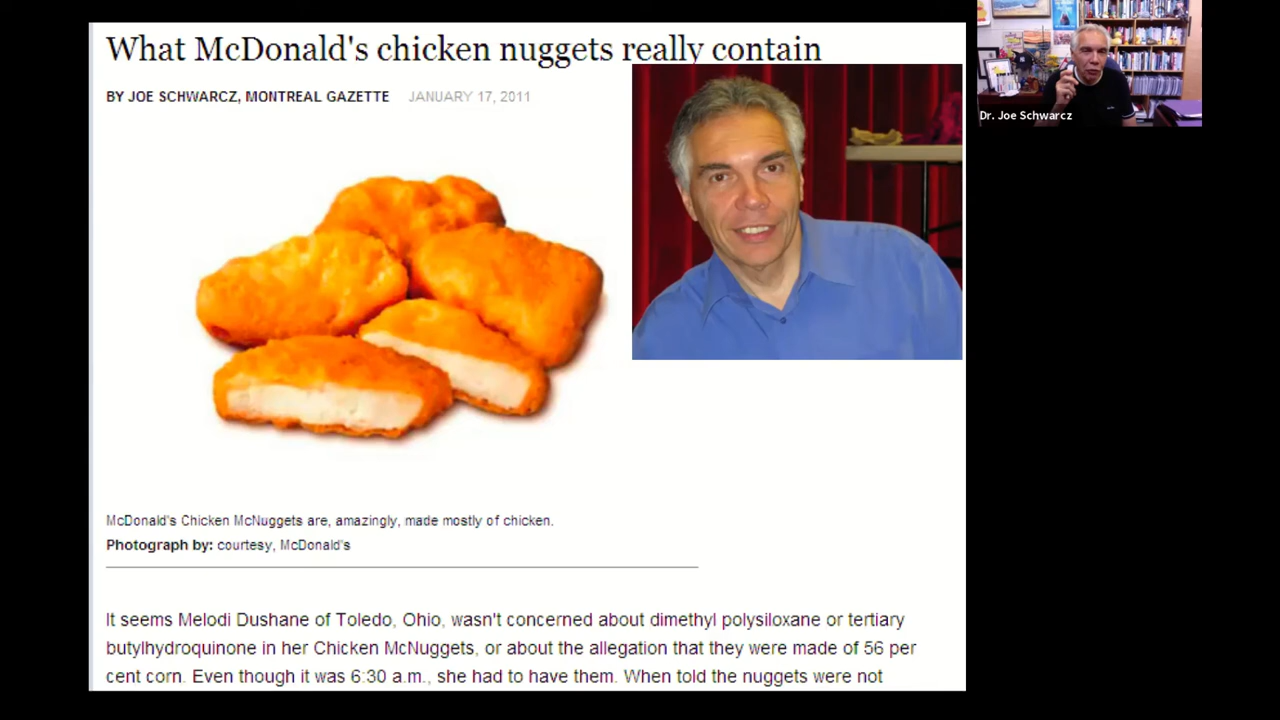 What McDonald's chicken nuggets really contain
BY JOE SCHWARCZ, MONTREAL GAZETTE JANUARY 17, 2011
Dr. Joe Schwarcz
McDonald's Chicken McNuggets are, amazingly, made mostly of chicken.
Photograph by: courtesy, McDonald's
It seems Melodi Dushane of Toledo, Ohio, wasn't concerned about dimethyl polysiloxane or tertiary
butylhydroquinone in her Chicken McNuggets, or about the allegation that they were made of 56 per
cent corn. Even though it was 6:30 a.m., she had to have them. When told the nuggets were not